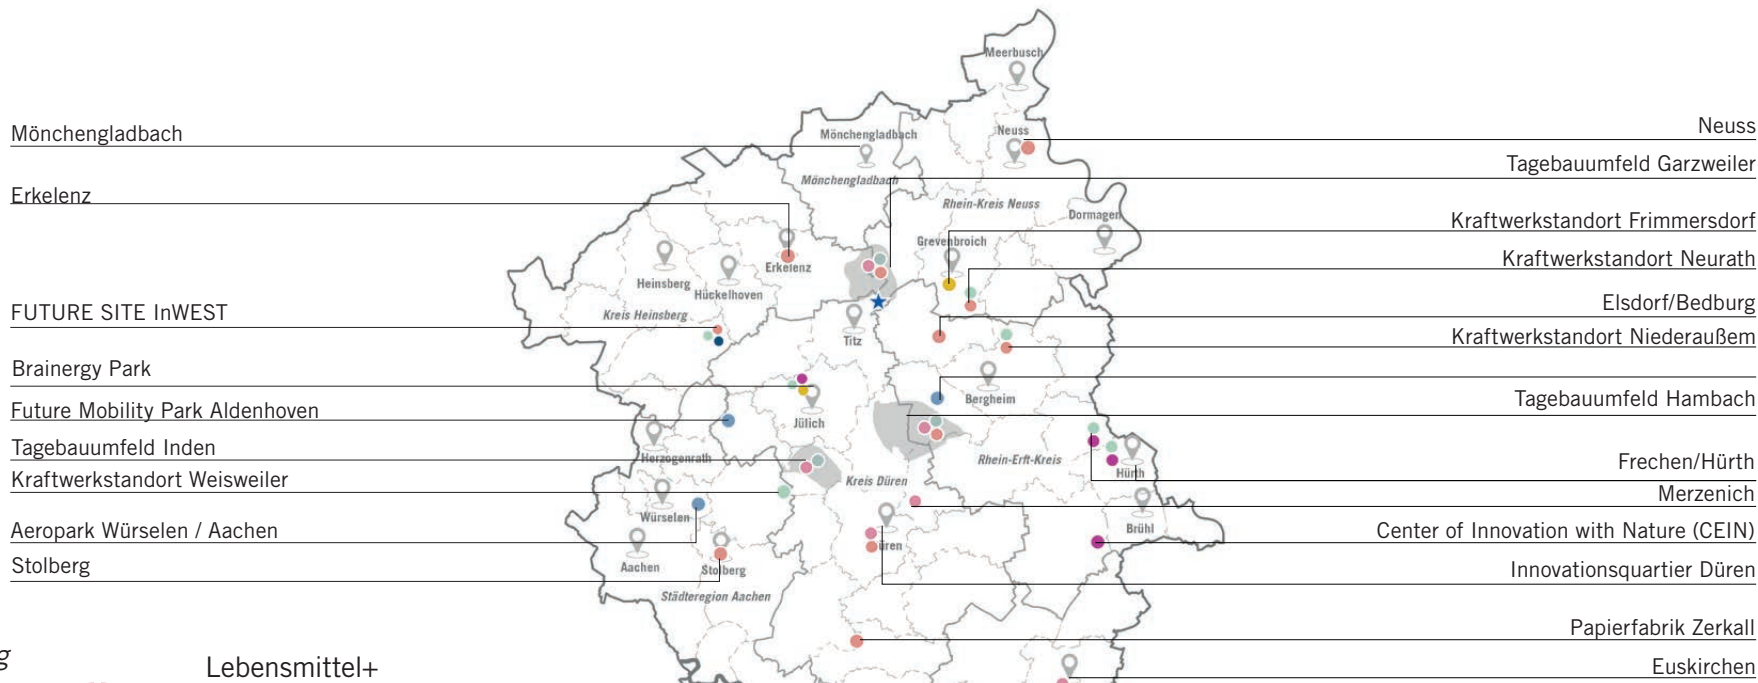 Mönchengladbach
Erkelenz
FUTURE SITE InWEST
Brainergy Park
Future Mobility Park Aldenhoven
Tagebauumfeld Inden
Kraftwerkstandort Weisweiler
Aeropark Würselen / Aachen
Stolberg
Lebensmittel+
Meerbusch
Mönchengladbach
Neuss
Mönchengladbach
Rhein-Kreis Neuss
Dormagen
Grevenbroich
Erkelenz
Heinsberg
Hückelhoven
Kreis Heinsberg
Titz
Bergheim
Jülich
Herzogenrath
Rhein-Erft-Kreis
Hürth
Kreis Düren
Würselen
Brühl
Aachen
Stolberg
Städteregion Aachen
Neuss
Tagebauumfeld Garzweiler
Kraftwerkstandort Frimmersdorf
Kraftwerkstandort Neurath
Elsdorf/Bedburg
Kraftwerkstandort Niederaußem
Tagebauumfeld Hambach
Frechen/Hürth
Merzenich
Center of Innovation with Nature (CEIN)
Innovationsquartier Düren
Papierfabrik Zerkall
Euskirchen